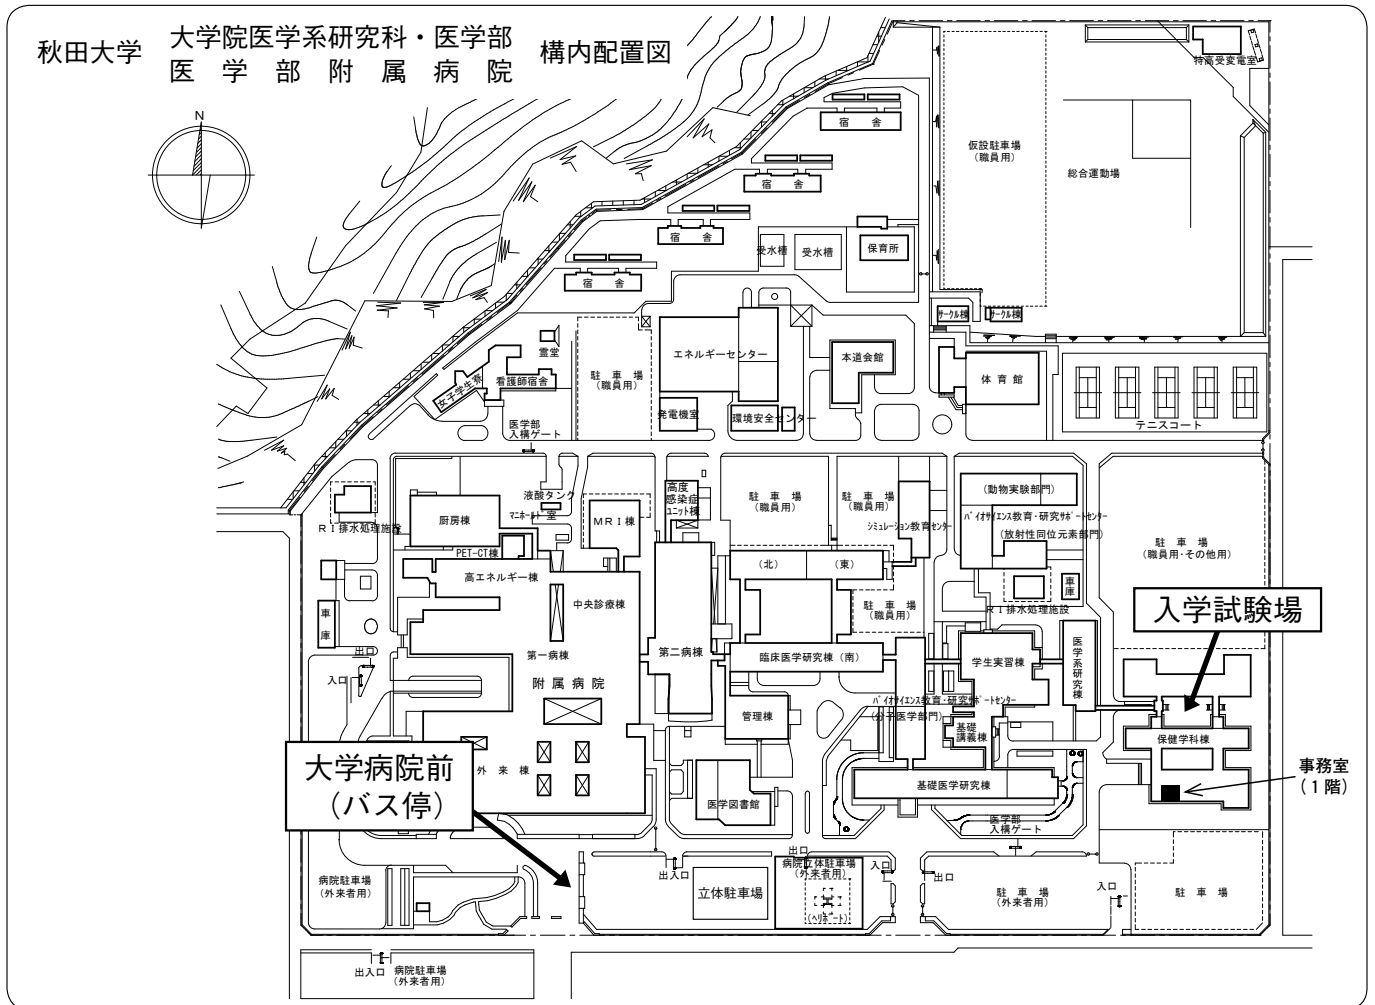 秋田大学 大学院医学系研究科・医学部 構内配置図
医学部附属病院
N
特高受変電室
宿舎
仮設駐車場
(職員用)
総合運動場
宿舎
宿舎
受水槽
受水槽
保育所
宿舎
サークル棟
サークル棟
霊堂
エネルギーセンター
本道会館
体育館
女子学生寮
看護師宿舎
駐車場
(職員用)
発電機室
環境安全センター
テニスコート
医学部
入構ゲート
RI排水処理施設
厨房棟
液酸タンク
マニホールド室
MRI棟
高度
感染症
ユニット棟
駐車場
(職員用)
駐車場
(職員用)
シミュレーション教育センター
(動物実験部門)
バイオサイエンス教育・研究サポートセンター
(放射性同位元素部門)
駐車場
(職員用・その他用)
PET-CT棟
高エネルギー棟
中央診療棟
(北)
(東)
駐車場
(職員用)
RI排水処理施設
車庫
入学試験場
車庫
出口
入口
第一病棟
第二病棟
臨床医学研究棟(南)
学生実習棟
医学系研究棟
附属病院
管理棟
バイオサイエンス教育・研究サポートセンター
(分子医学部門)
基礎
講義棟
保健学科棟
大学病院前
(バス停)
外来棟
医学図書館
基礎医学研究棟
事務室
(1階)
医学部
入構ゲート
病院駐車場
(外来者用)
出入口
立体駐車場
出口
病院立体駐車場
(外来者用)
(ヘリポート)
入口
出口
駐車場
(外来者用)
入口
駐車場
出入口
病院駐車場
(外来者用)